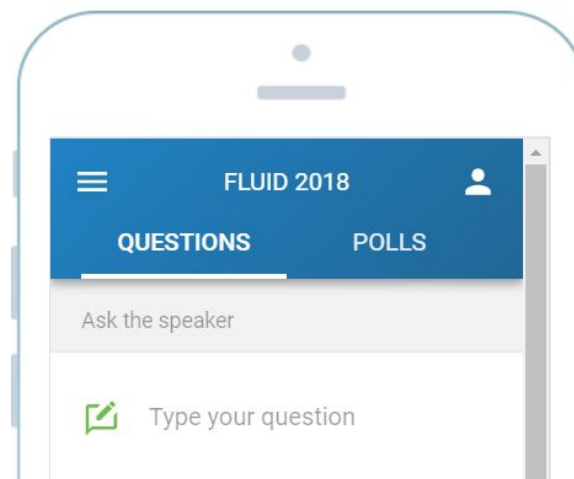 FLUID 2018
QUESTIONS POLLS
Ask the speaker
Type your question